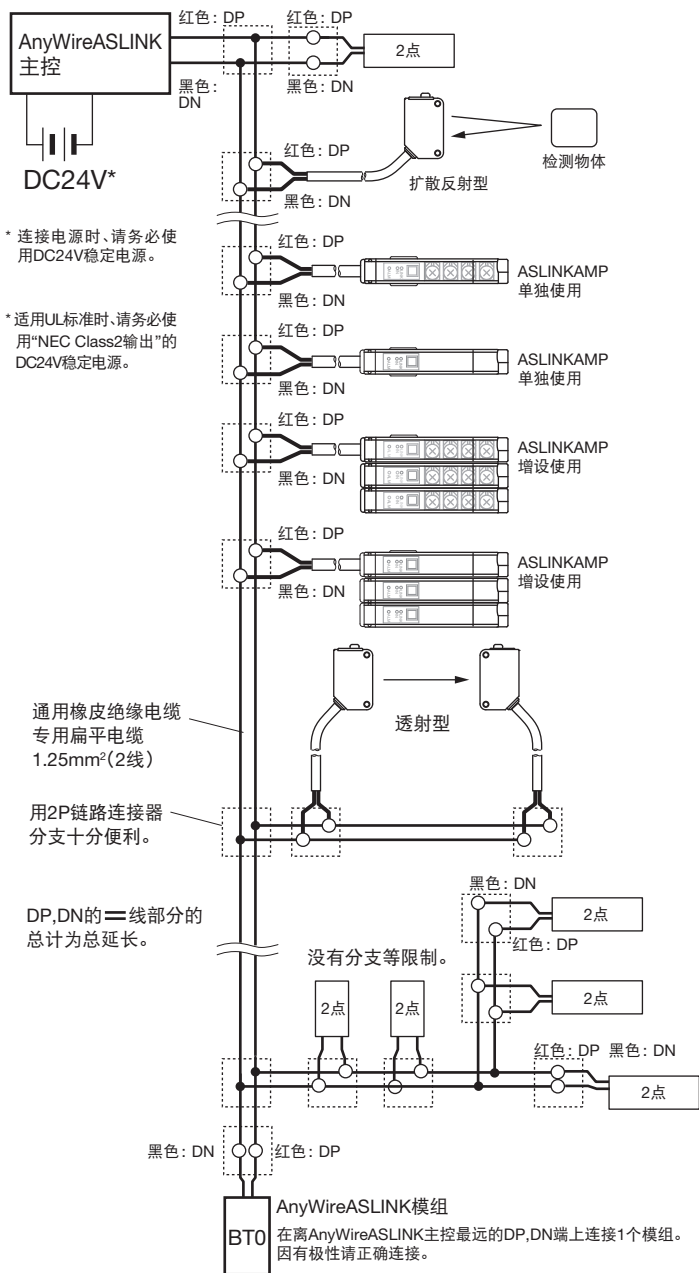 红色：DP
红色：DP
AnyWireASLINK
主控
2点
黑色：
DN
黑色：DN
DC24V*
红色：DP
黑色：DN
扩散反射型
检测物体
* 连接电源时、请务必使
用DC24V稳定电源。
*适用UL标准时、请务必使
用“NEC Class2输出”的
DC24V稳定电源。
红色：DP
黑色：DN
ASLINKAMP
单独使用
红色：DP
黑色：DN
ASLINKAMP
单独使用
红色：DP
黑色：DN
ASLINKAMP
增设使用
红色：DP
黑色：DN
ASLINKAMP
增设使用
透射型
通用橡皮绝缘电缆
专用扁平电缆
1.25mm²(2线)
用2P链路连接器
分支十分便利。
DP,DN的 线部分的
总计为总延长。
没有分支等限制。
黑色：DN
2点
红色：DP
2点
2点
2点
红色：DP 黑色：DN
2点
黑色：DN
红色：DP
BT0
AnyWireASLINK模组
在离AnyWireASLINK主控最远的DP,DN端上连接1个模组。
因有极性请正确连接。